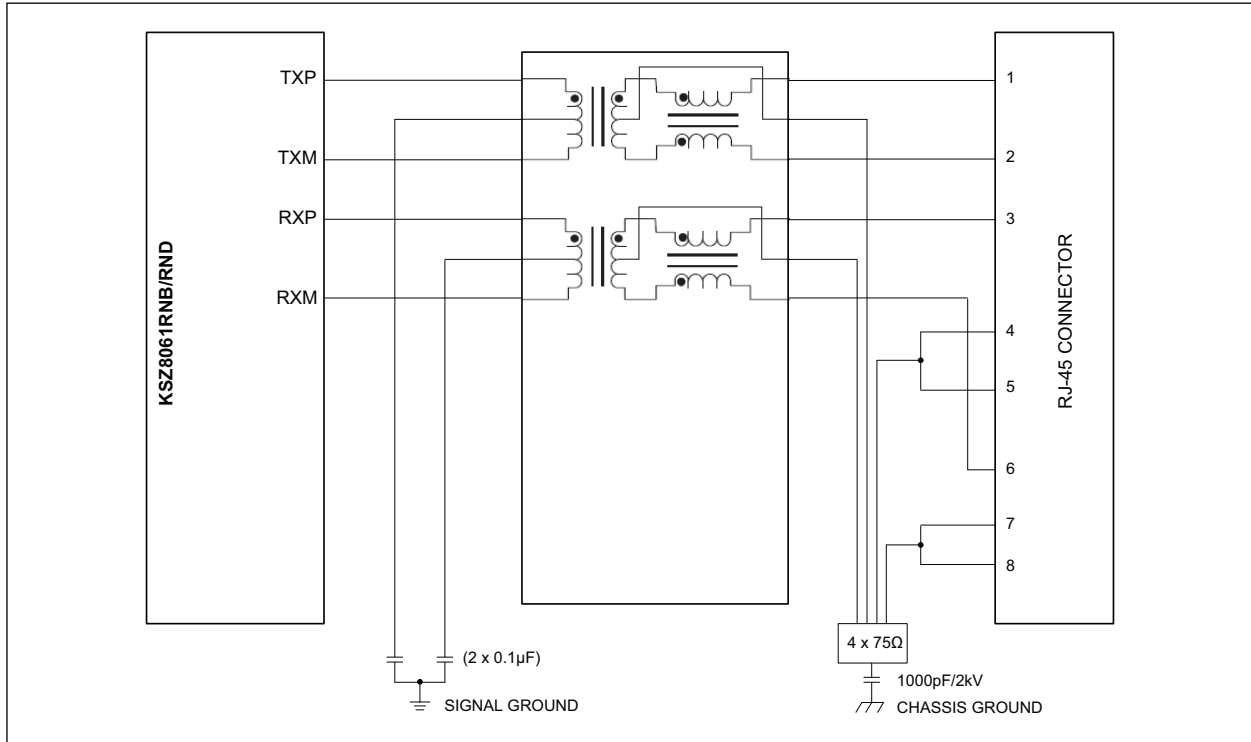 KSZ8061RNB/RND
TXP
TXM
RXP
RXM
1
2
3
4
5
6
7
8
RJ-45 CONNECTOR
(2 x 0.1µF)
SIGNAL GROUND
4 x 75Ω
1000pF/2kV
CHASSIS GROUND